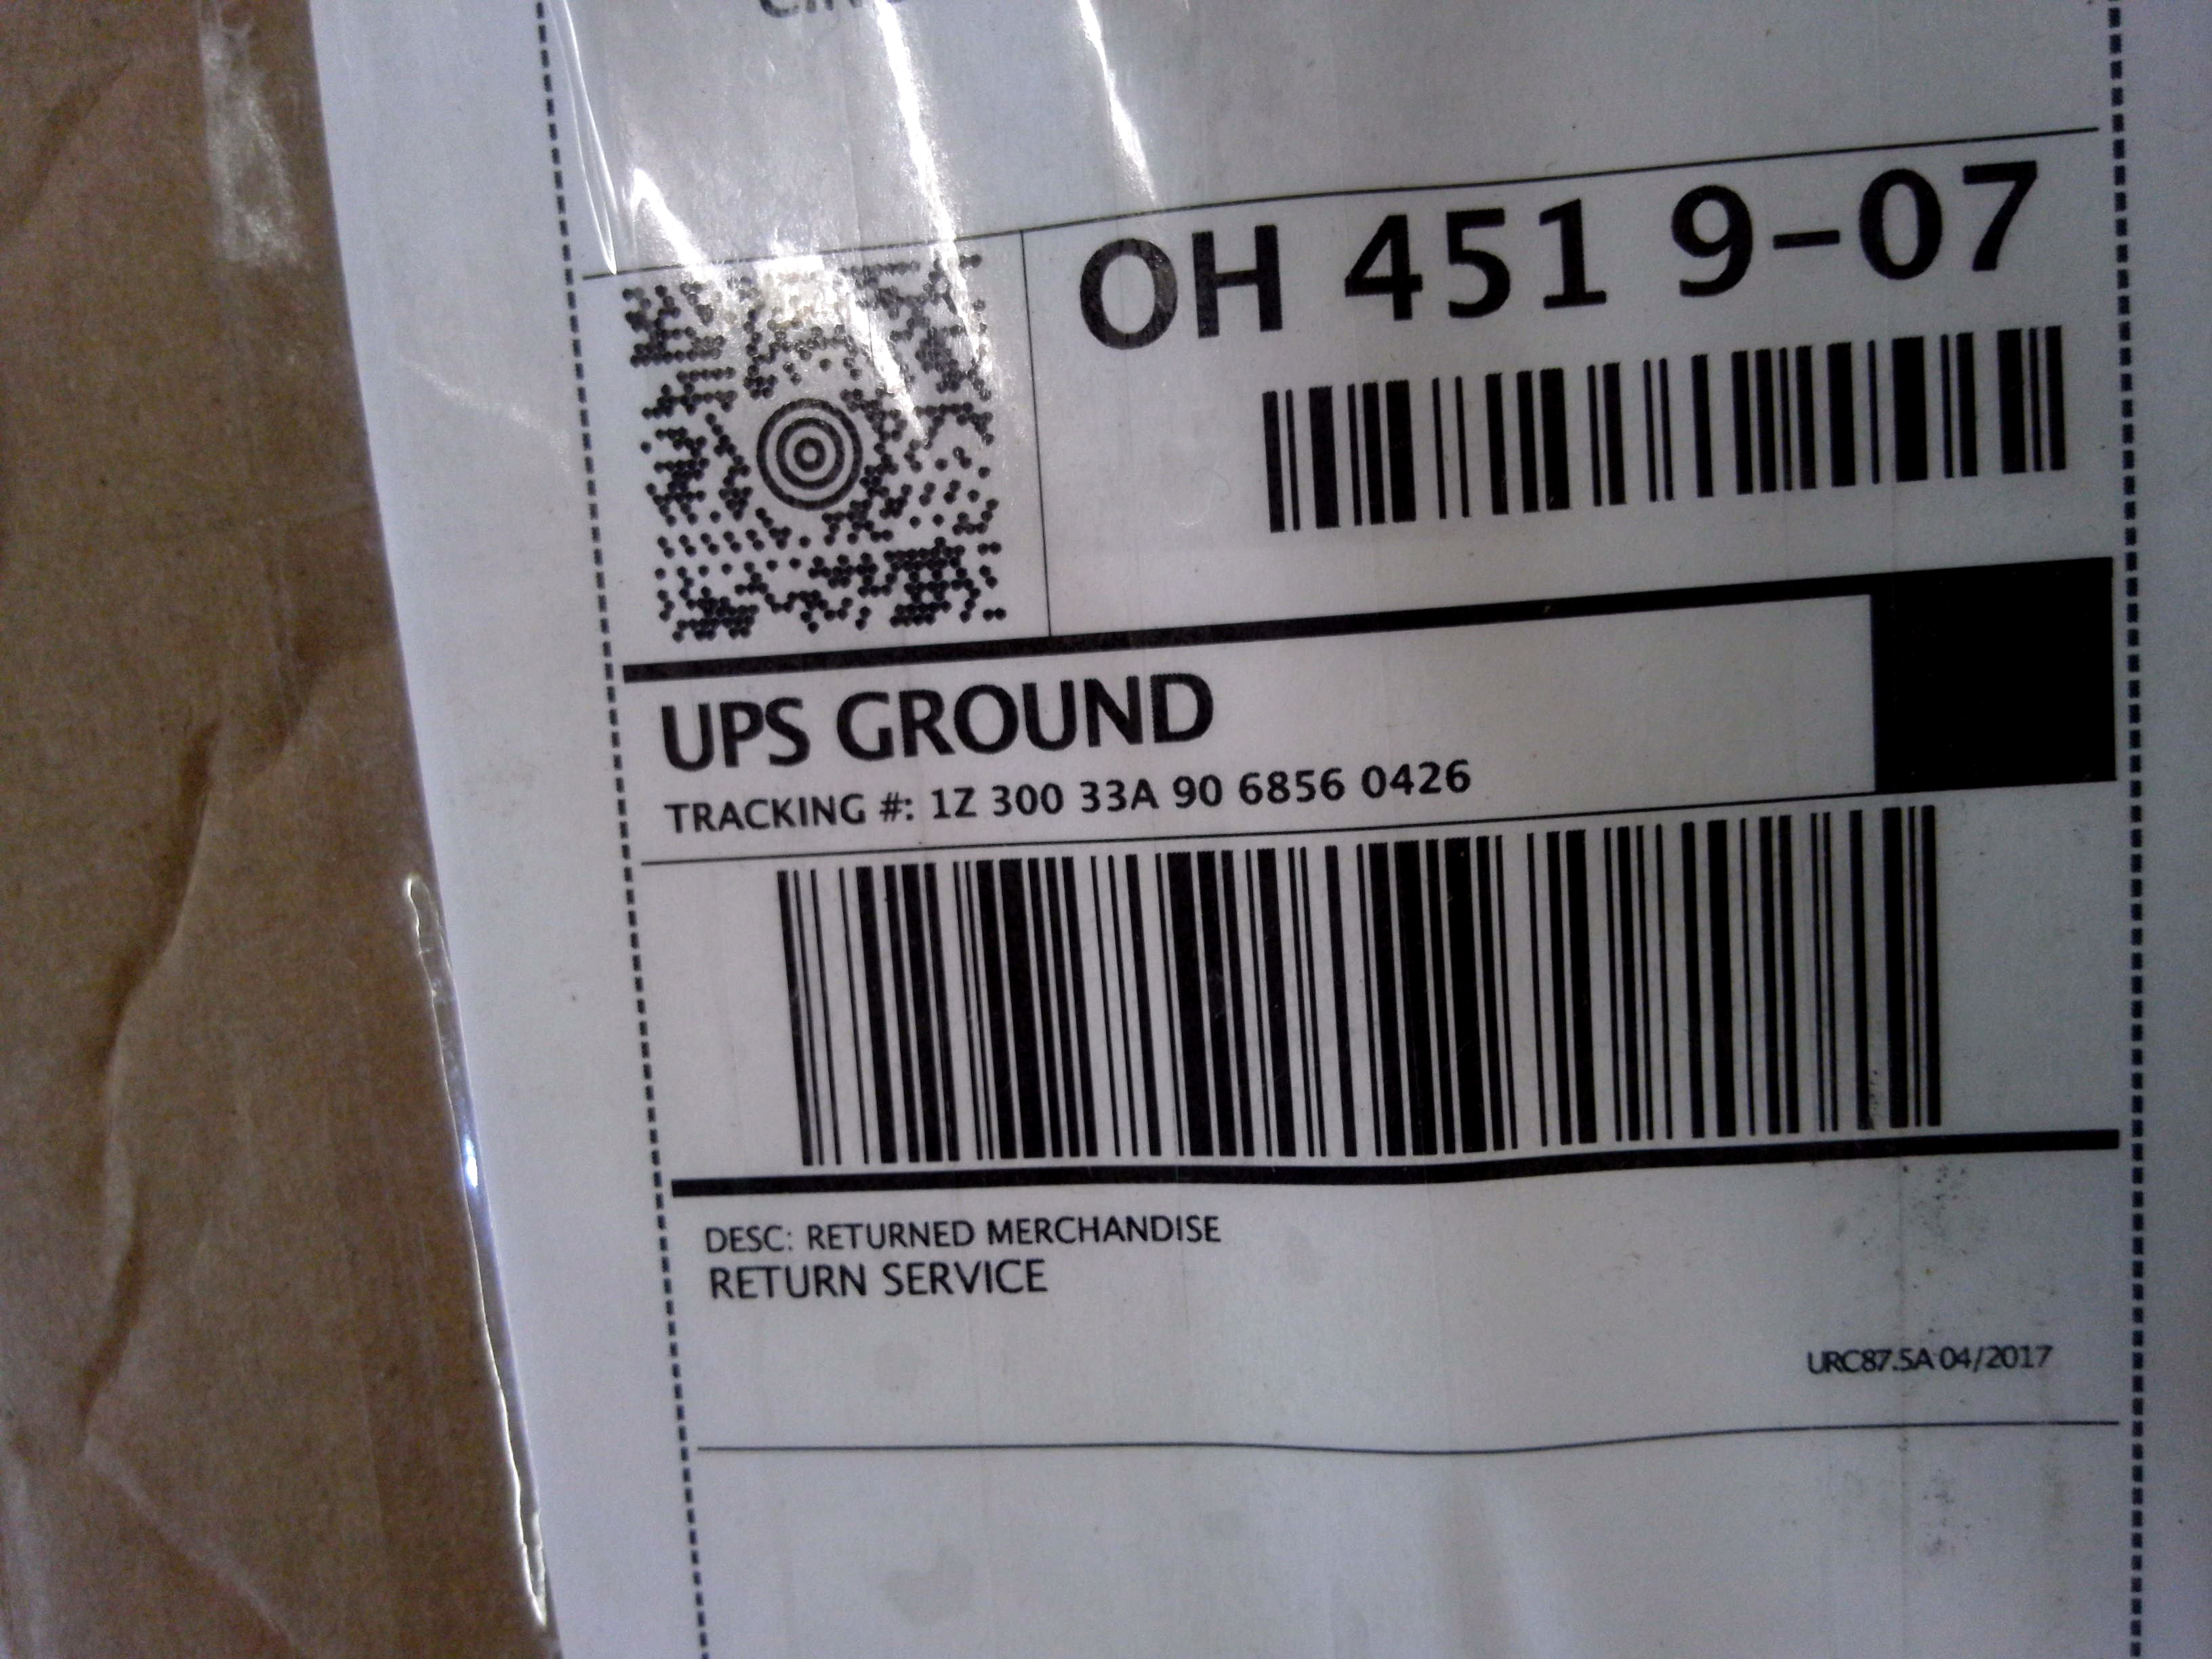 OH 451 9-07
UPS GROUND
TRACKING #: 1Z 300 33A 90 6856 0426
DESC: RETURNED MERCHANDISE
RETURN SERVICE
URC87.5A 04/2017